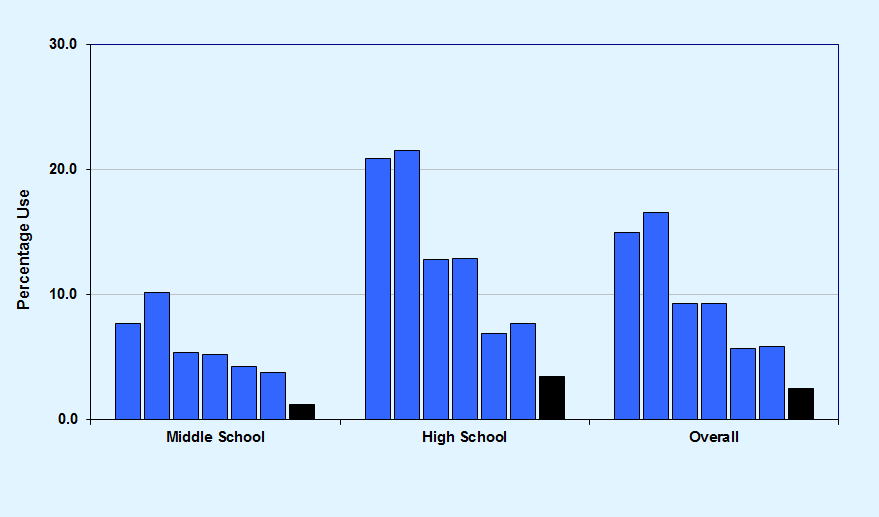 30.0
20.0
10.0
0.0
Percentage Use
Middle School
High School
Overall